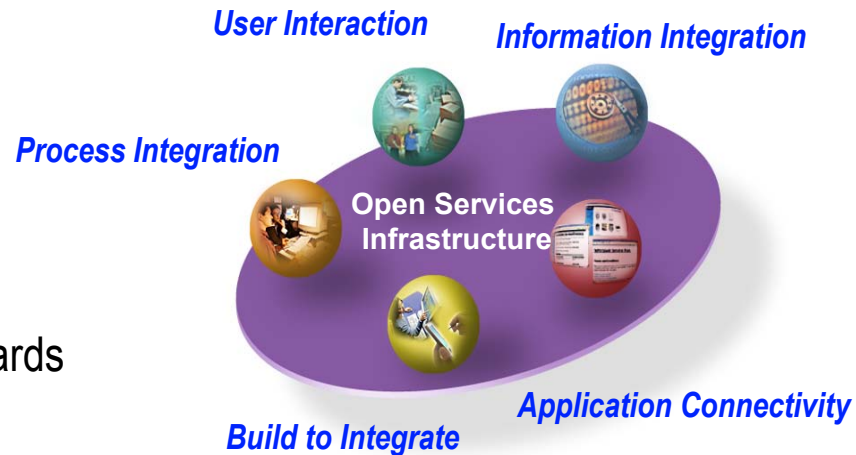 User Interaction
Information Integration
Process Integration
Open Services
Infrastructure
ards
Application Connectivity
Build to Integrate